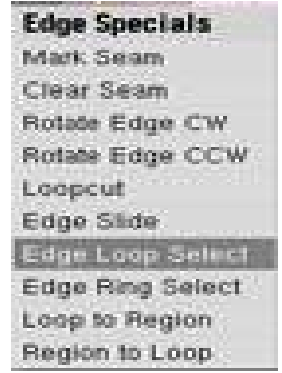 Edge Specials
Mark Seam
Clear Seam
Rotate Edge CW
Rotate Edge CCW
Loopcut
Edge Slide
Edge Loop Select
Edge Ring Select
Loop to Region
Region to Loop